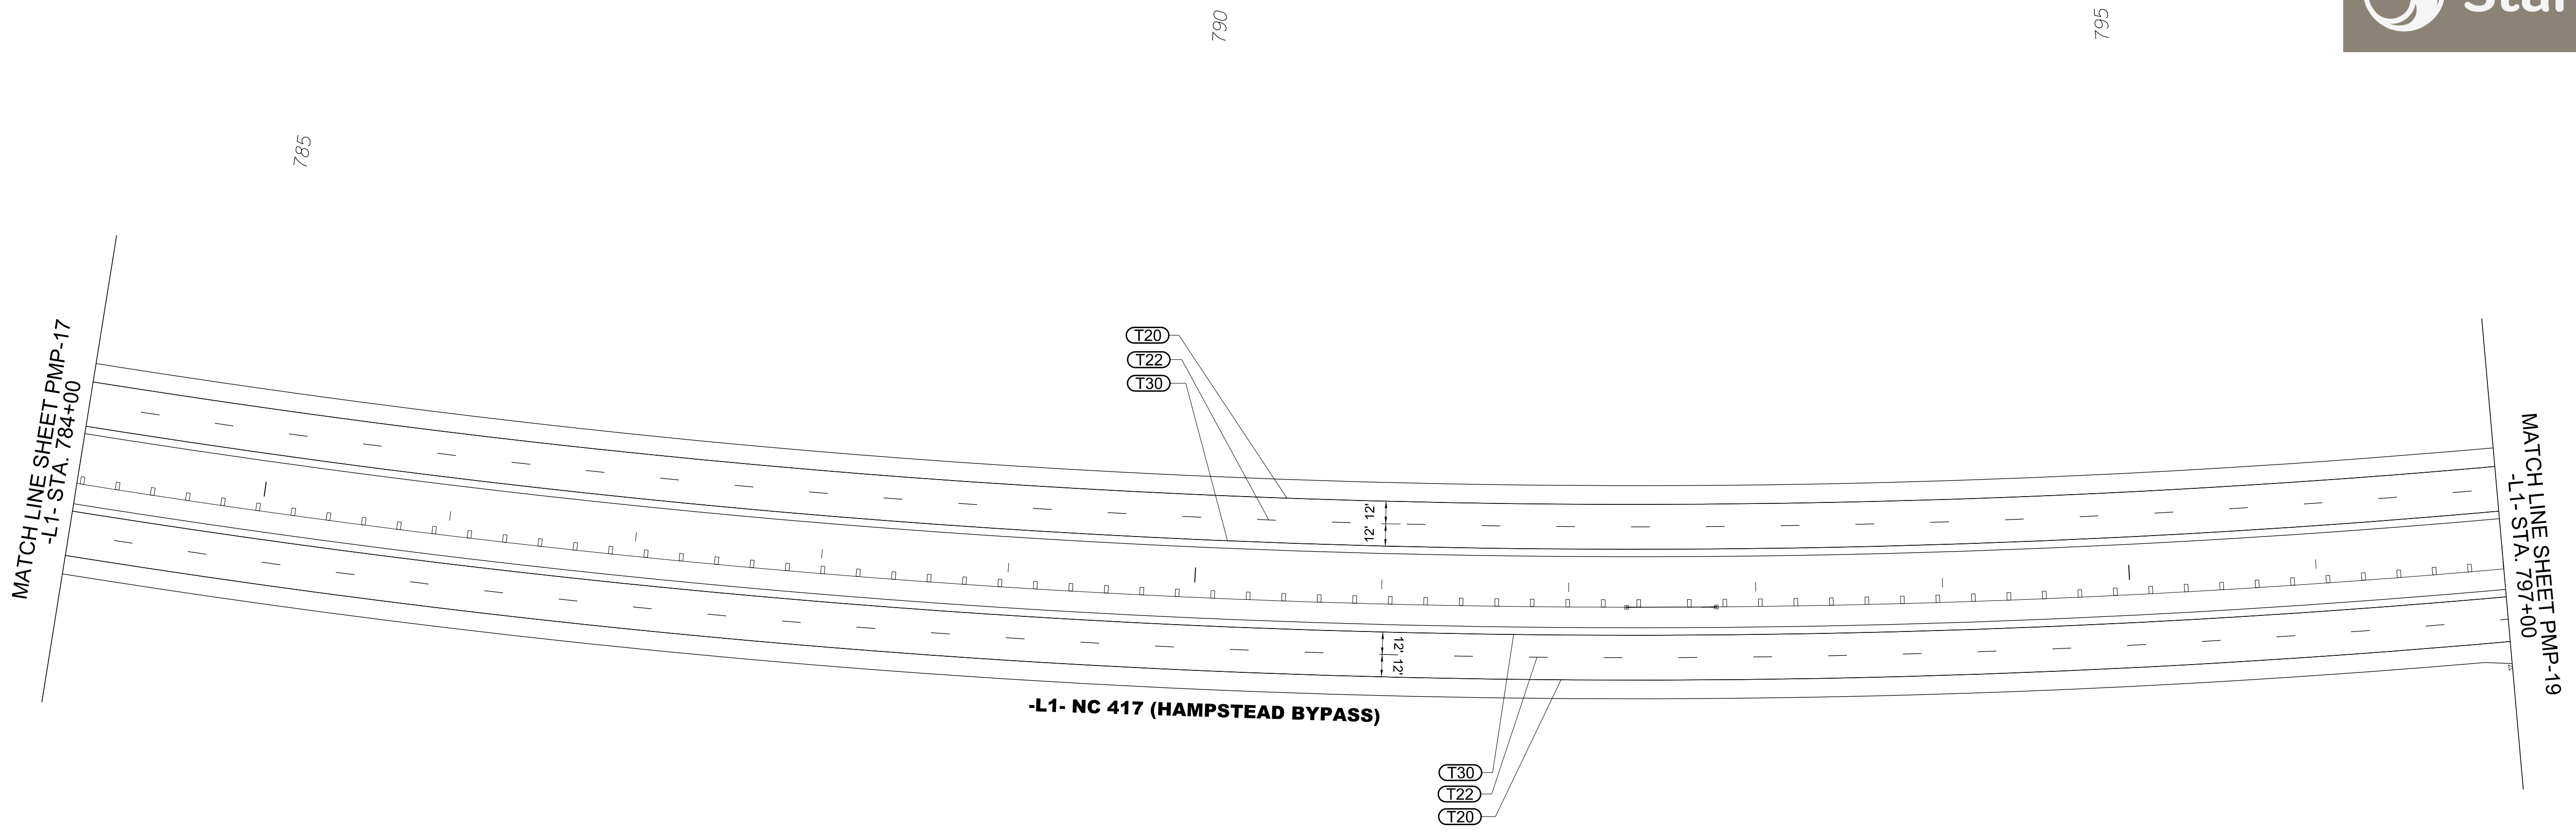 790
795
785
MATCH LINE SHEET PMP-17
-L1- STA. 784+00
T20
T22
T30
12' 12'
12' 12'
-L1- NC 417 (HAMPSTEAD BYPASS)
T30
T22
T20
MATCH LINE SHEET PMP-19
-L1- STA. 797+00